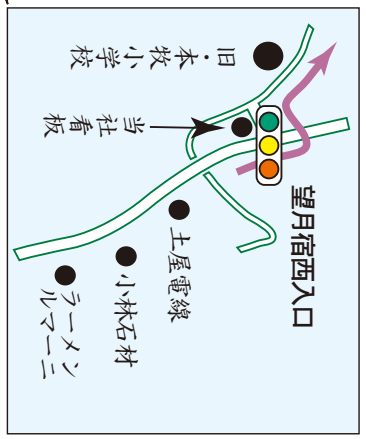 旧・本
牧小学
校
当社看
板
望月宿西入口
土屋電線
小林石材
ラーメン
ルマーニ